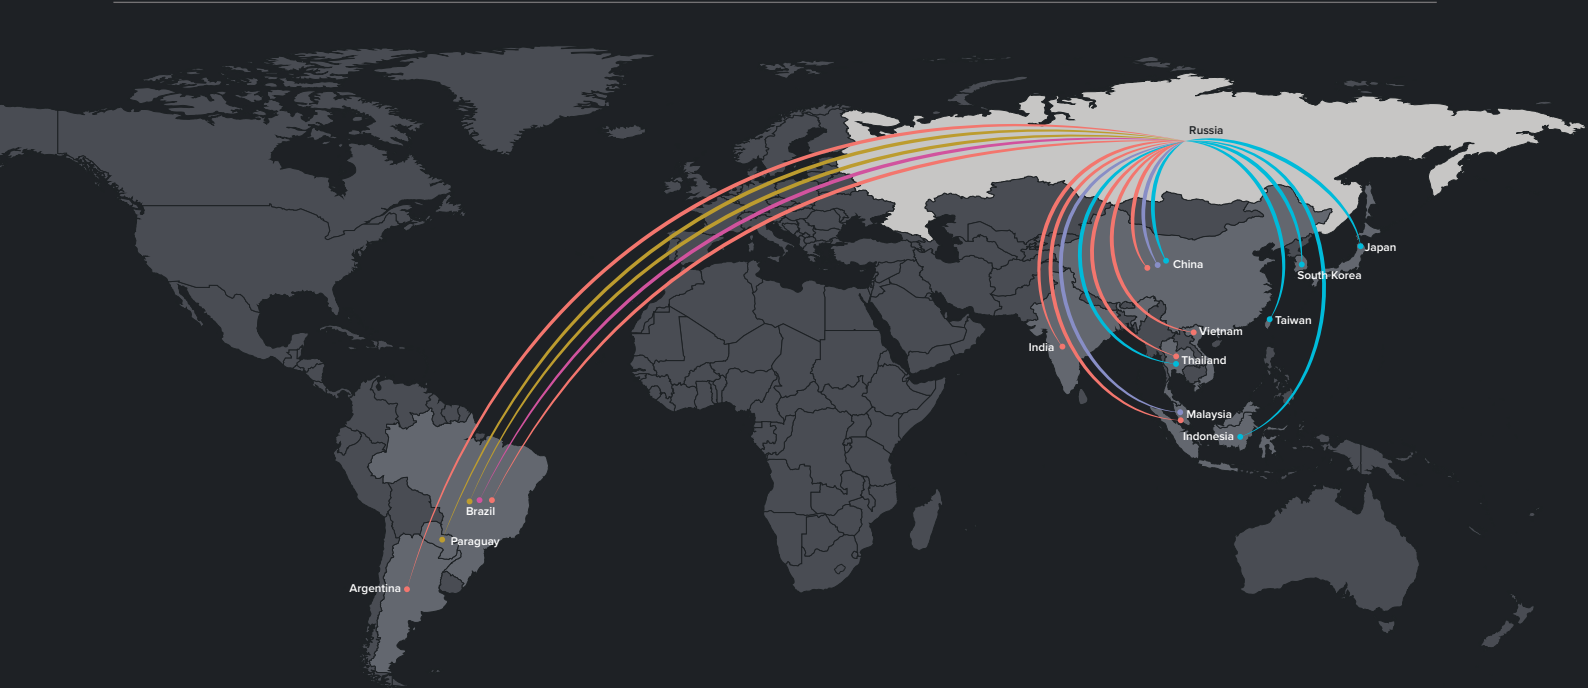 Russia
Japan
China
South Korea
Taiwan
Vietnam
India
Thailand
Malaysia
Indonesia
Brazil
Paraguay
Argentina